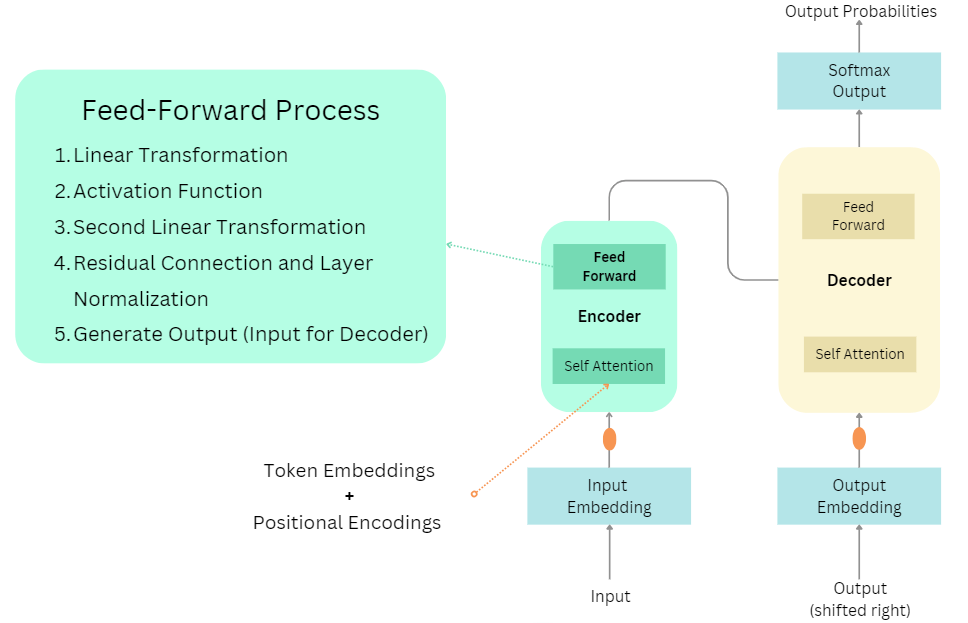 Output Probabilities
Softmax
Output
Feed-Forward Process
1. Linear Transformation
2. Activation Function
3. Second Linear Transformation
4. Residual Connection and Layer
Normalization
5. Generate Output (Input for Decoder)
Feed
Forward
Encoder
Self Attention
Feed
Forward
Decoder
Self Attention
Token Embeddings
+
Positional Encodings
Input
Embedding
Output
Embedding
Input
Output
(shifted right)